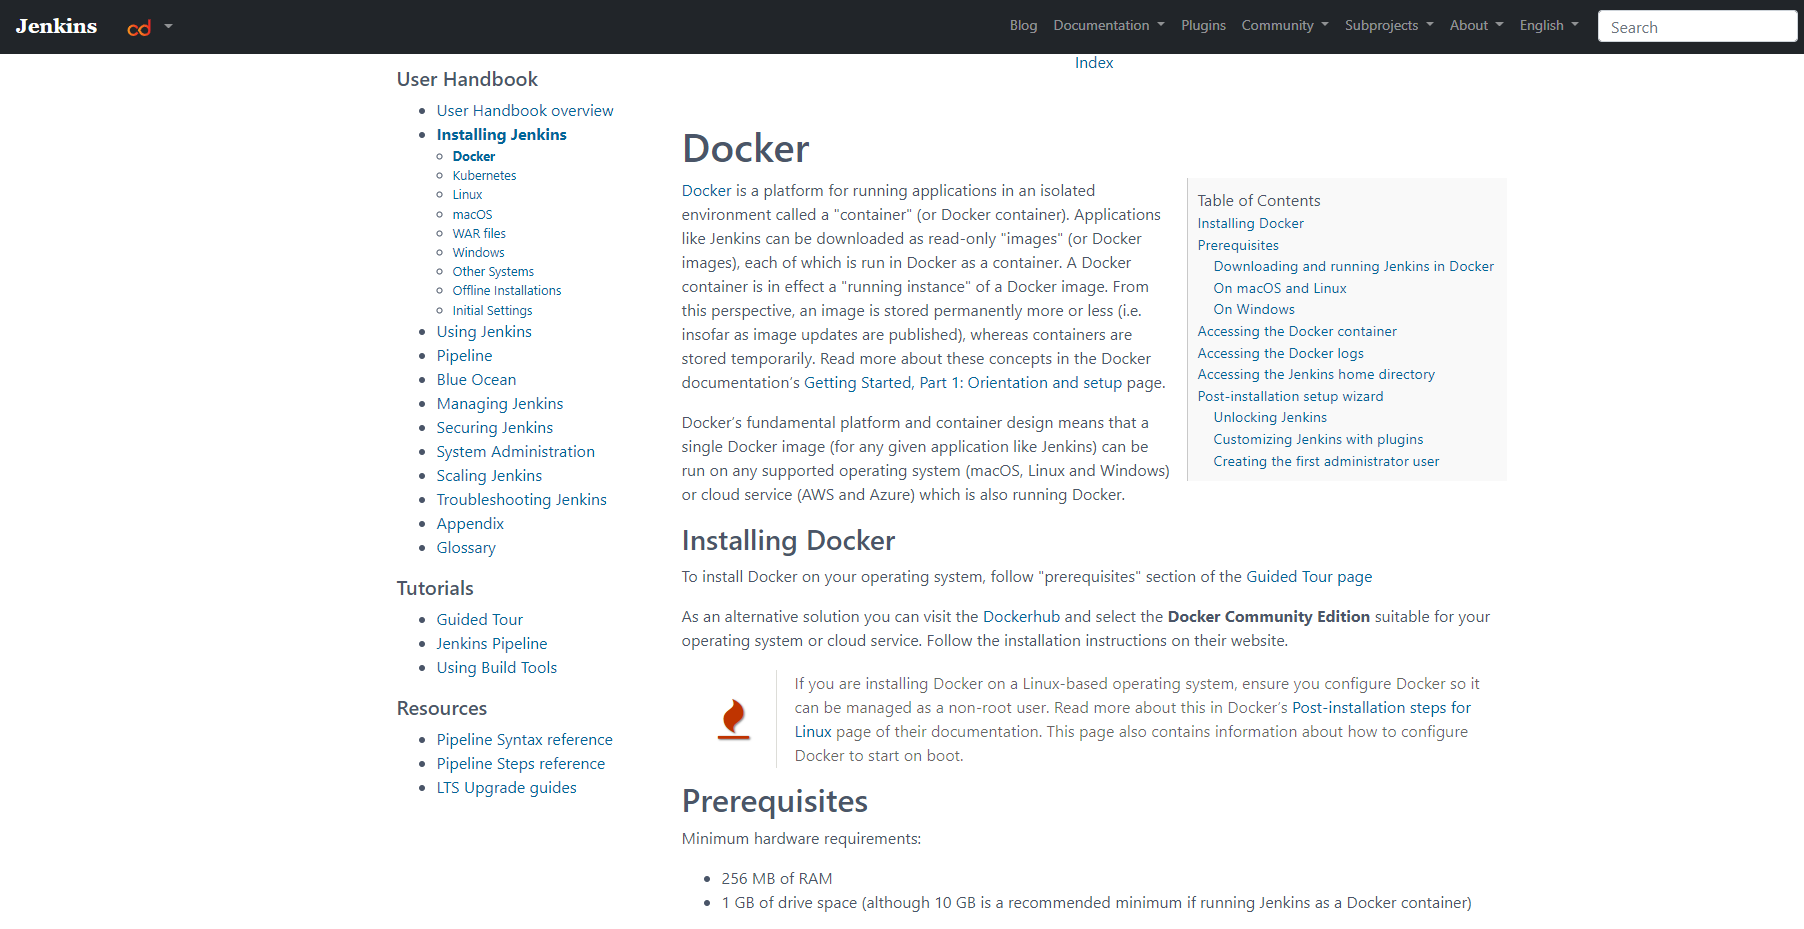 Jenkins
cd
Blog Documentation Plugins Community Subprojects About English Search
Index
User Handbook
User Handbook overview
Installing Jenkins
Docker
Kubernetes
Linux
macOS
WAR files
Windows
Other Systems
Offline Installations
Initial Settings
Using Jenkins
Pipeline
Blue Ocean
Managing Jenkins
Securing Jenkins
System Administration
Scaling Jenkins
Troubleshooting Jenkins
Appendix
Glossary
Tutorials
Guided Tour
Jenkins Pipeline
Using Build Tools
Resources
Pipeline Syntax reference
Pipeline Steps reference
LTS Upgrade guides
Docker
Docker is a platform for running applications in an isolated
environment called a "container" (or Docker container). Applications
like Jenkins can be downloaded as read-only "images" (or Docker
images), each of which is run in Docker as a container. A Docker
container is in effect a "running instance" of a Docker image. From
this perspective, an image is stored permanently more or less (i.e.
insofar as image updates are published), whereas containers are
stored temporarily. Read more about these concepts in the Docker
documentation’s Getting Started, Part 1: Orientation and setup page.
Docker’s fundamental platform and container design means that a
single Docker image (for any given application like Jenkins) can be
run on any supported operating system (macOS, Linux and Windows)
or cloud service (AWS and Azure) which is also running Docker.
Table of Contents
Installing Docker
Prerequisites
Downloading and running Jenkins in Docker
On macOS and Linux
On Windows
Accessing the Docker container
Accessing the Docker logs
Accessing the Jenkins home directory
Post-installation setup wizard
Unlocking Jenkins
Customizing Jenkins with plugins
Creating the first administrator user
Installing Docker
To install Docker on your operating system, follow "prerequisites" section of the Guided Tour page
As an alternative solution you can visit the Dockerhub and select the Docker Community Edition suitable for your
operating system or cloud service. Follow the installation instructions on their website.
If you are installing Docker on a Linux-based operating system, ensure you configure Docker so it
can be managed as a non-root user. Read more about this in Docker’s Post-installation steps for
Linux page of their documentation. This page also contains information about how to configure
Docker to start on boot.
Prerequisites
Minimum hardware requirements:
256 MB of RAM
1 GB of drive space (although 10 GB is a recommended minimum if running Jenkins as a Docker container)